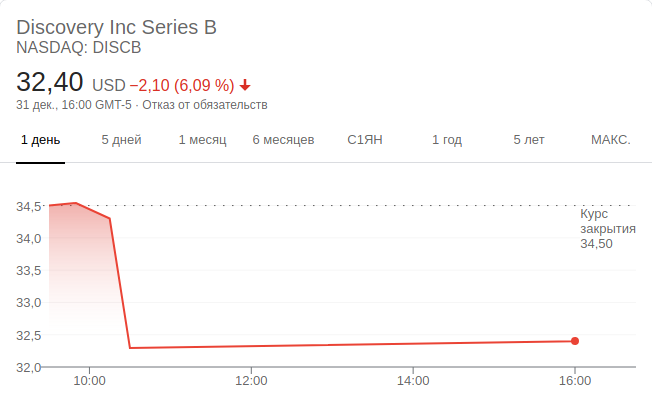 Discovery Inc Series B
NASDAQ: DISCB
32,40 USD −2,10 (6,09 %)
31 дек., 16:00 GMT-5 · Отказ от обязательств
1 день 5 дней 1 месяц 6 месяцев С1ЯН 1 год 5 лет МАКС.
34,5
Курс
закрытия
34,0
34,50
33,5
33,0
32,5
32,0
10:00 12:00 14:00 16:00